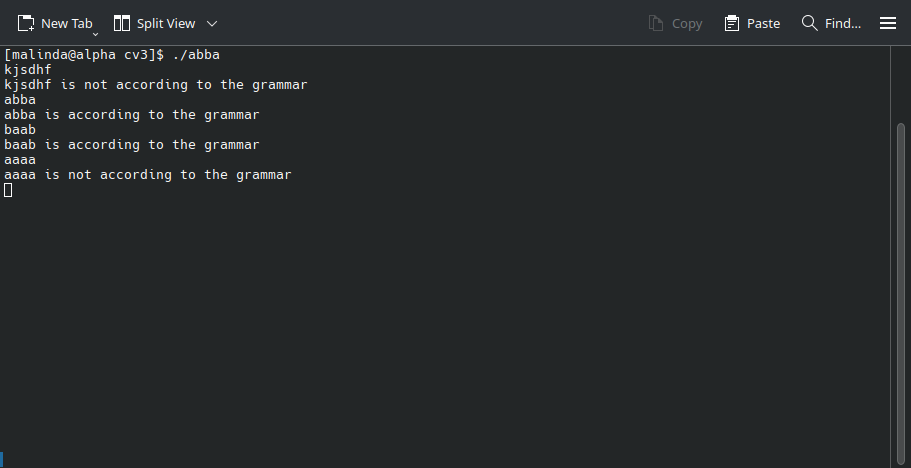 New Tab Split View Copy Paste Find...
[malinda@alpha cv3]$ ./abba
kjsdhf
kjsdhf is not according to the grammar
abba
abba is according to the grammar
baab
baab is according to the grammar
aaaa
aaaa is not according to the grammar